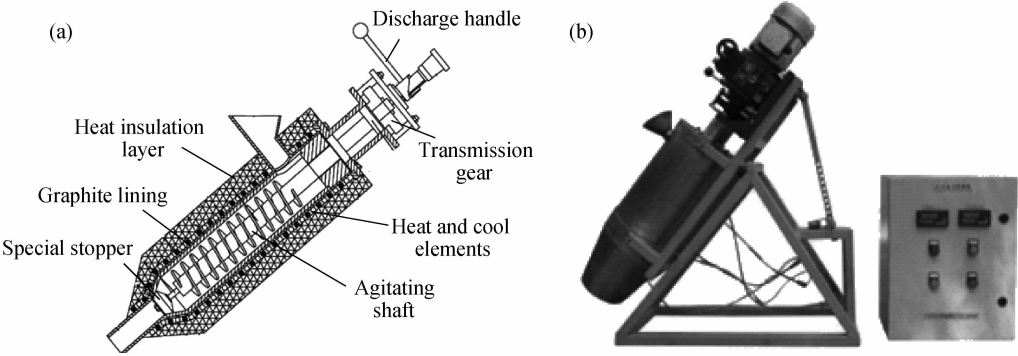 (a)
Discharge handle
(b)
Heat insulation
layer
Transmission
gear
Graphite lining
Heat and cool
elements
Special stopper
Agitating
shaft